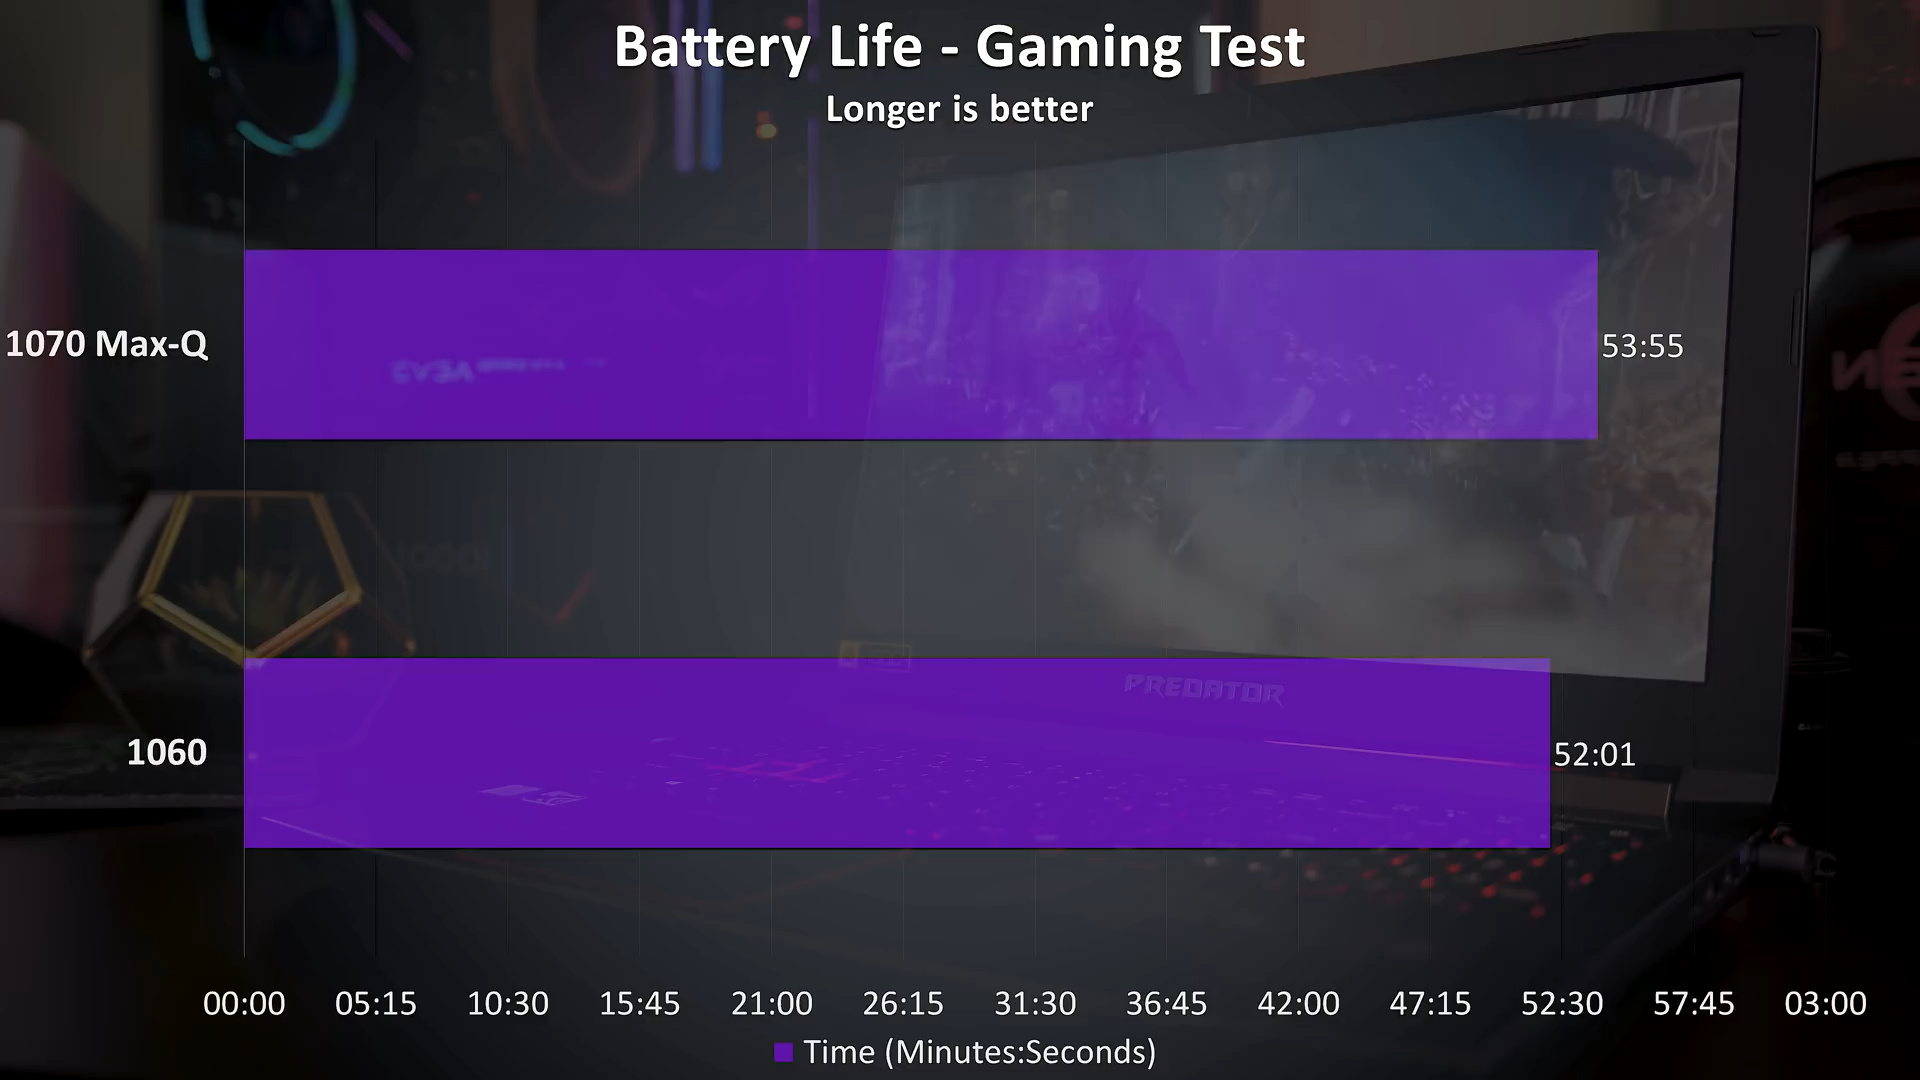 Battery Life - Gaming Test
Longer is better
1070 Max-Q
53:55
EVGA
PREDATOR
1060
52:01
00:00 05:15 10:30 15:45 21:00 26:15 31:30 36:45 42:00 47:15 52:30 57:45 03:00
Time (Minutes:Seconds)